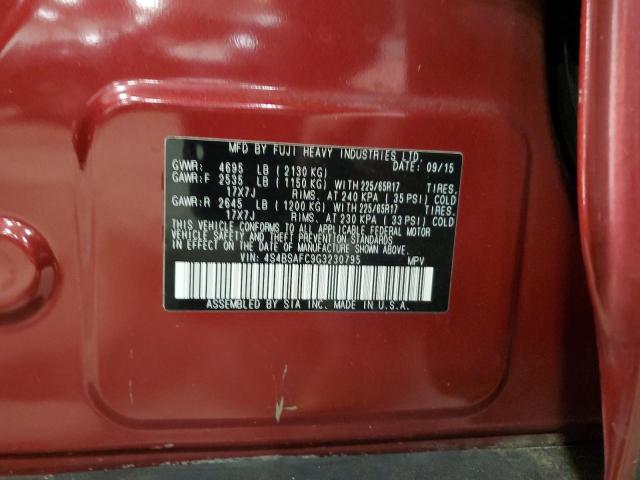 MFD BY FUJI HEAVY INDUSTRIES LTD.
GVWR: 4695 LB (2130 KG) DATE: 09/15
GAWR:F 2535 LB (1150 KG) WITH 225/65R17 TIRES.
17X7J RIMS. AT 240 KPA (35 PSI) COLD
GAWR:R 2645 LB (1200 KG) WITH 225/65R17 TIRES.
17X7J RIMS. AT 230 KPA (33 PSI) COLD
THIS VEHICLE CONFORMS TO ALL APPLICABLE FEDERAL MOTOR
VEHICLE SAFETY, BUMPER, AND THEFT PREVENTION STANDARDS
IN EFFECT ON THE DATE OF MANUFACTURE SHOWN ABOVE.
VIN: 4S4BSAFC9G3230795 MPV
ASSEMBLED BY SIA INC. MADE IN U.S.A.